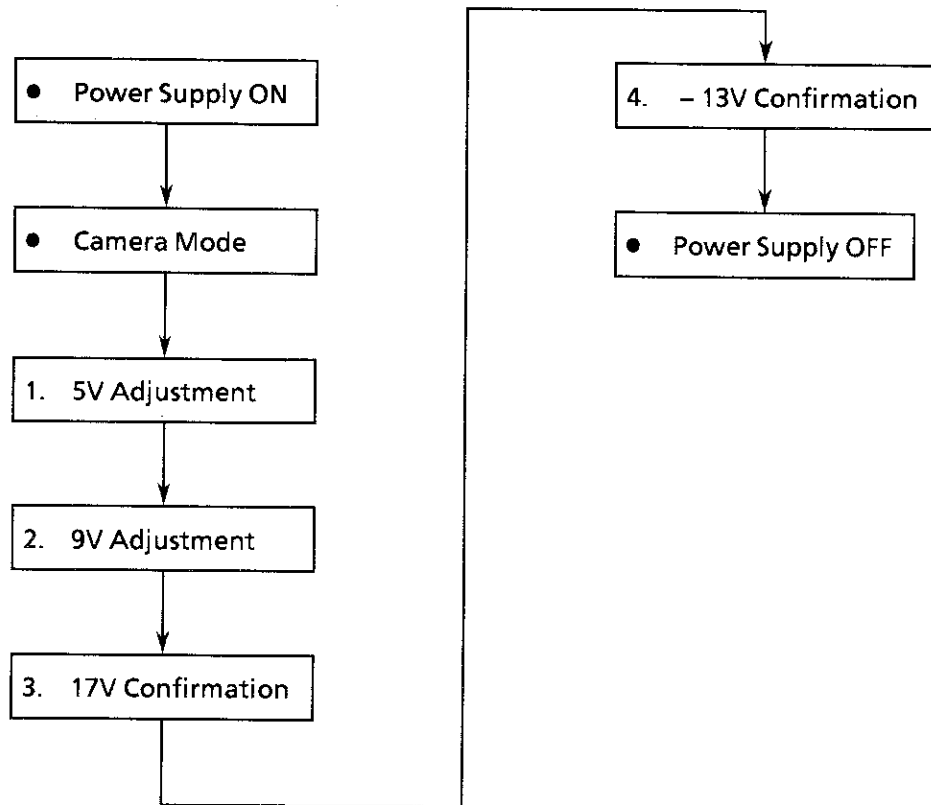 ● Power Supply ON
● Camera Mode
1. 5V Adjustment
2. 9V Adjustment
3. 17V Confirmation
4. – 13V Confirmation
● Power Supply OFF